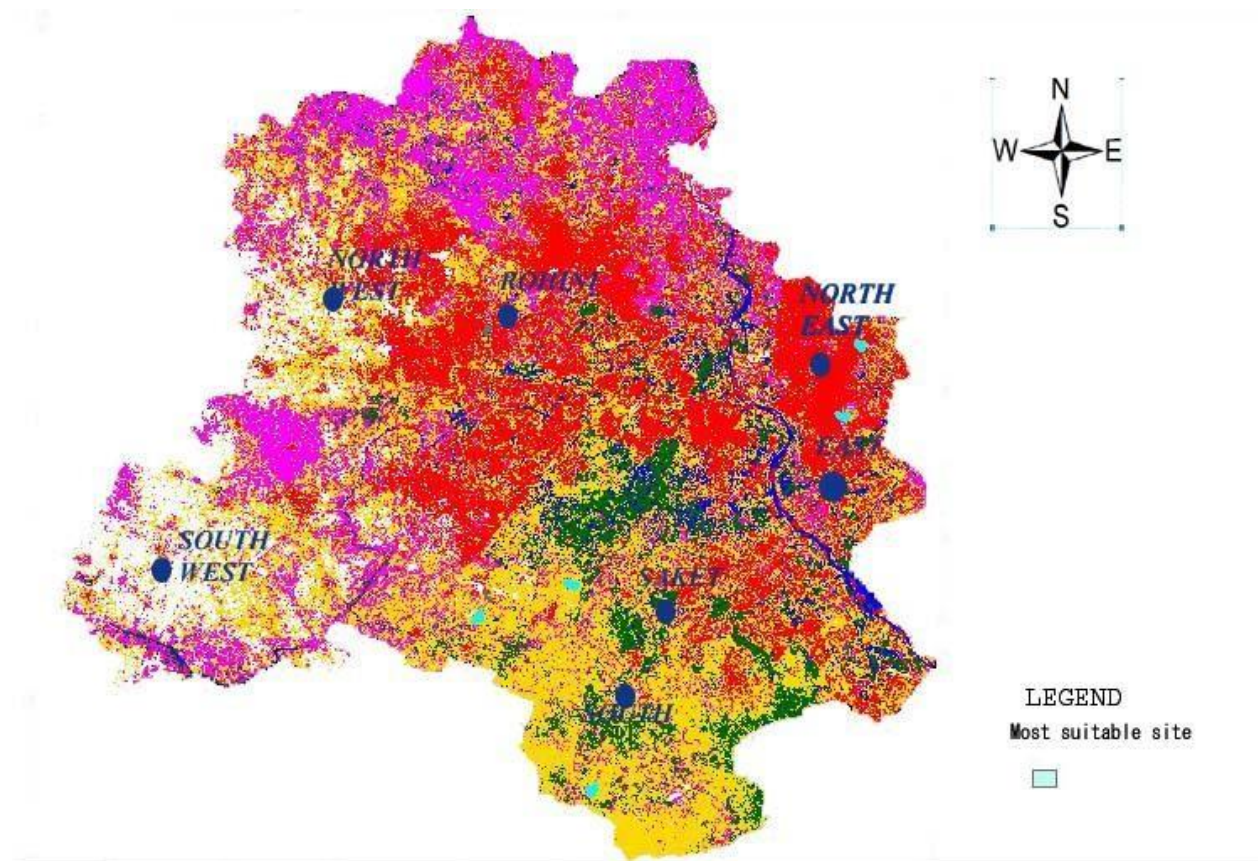 N
W E
S
NORTH
WEST
ROHINI
NORTH
EAST
EAST
SOUTH
WEST
SAKET
SOUTH
LEGEND
Most suitable site